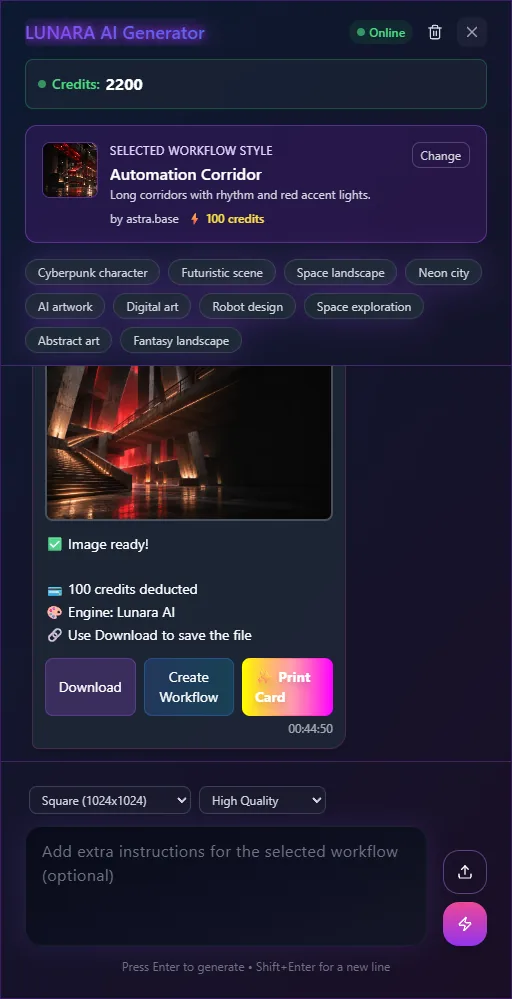 LUNARA AI Generator
Online
Credits: 2200
SELECTED WORKFLOW STYLE
Change
Automation Corridor
Long corridors with rhythm and red accent lights.
by astra.base 100 credits
Cyberpunk character
Futuristic scene
Space landscape
Neon city
AI artwork
Digital art
Robot design
Space exploration
Abstract art
Fantasy landscape
Image ready!
100 credits deducted
Engine: Lunara AI
Use Download to save the file
Download
Create
Workflow
Print
Card
00:44:50
Square (1024x1024)
High Quality
Add extra instructions for the selected workflow
(optional)
Press Enter to generate • Shift+Enter for a new line